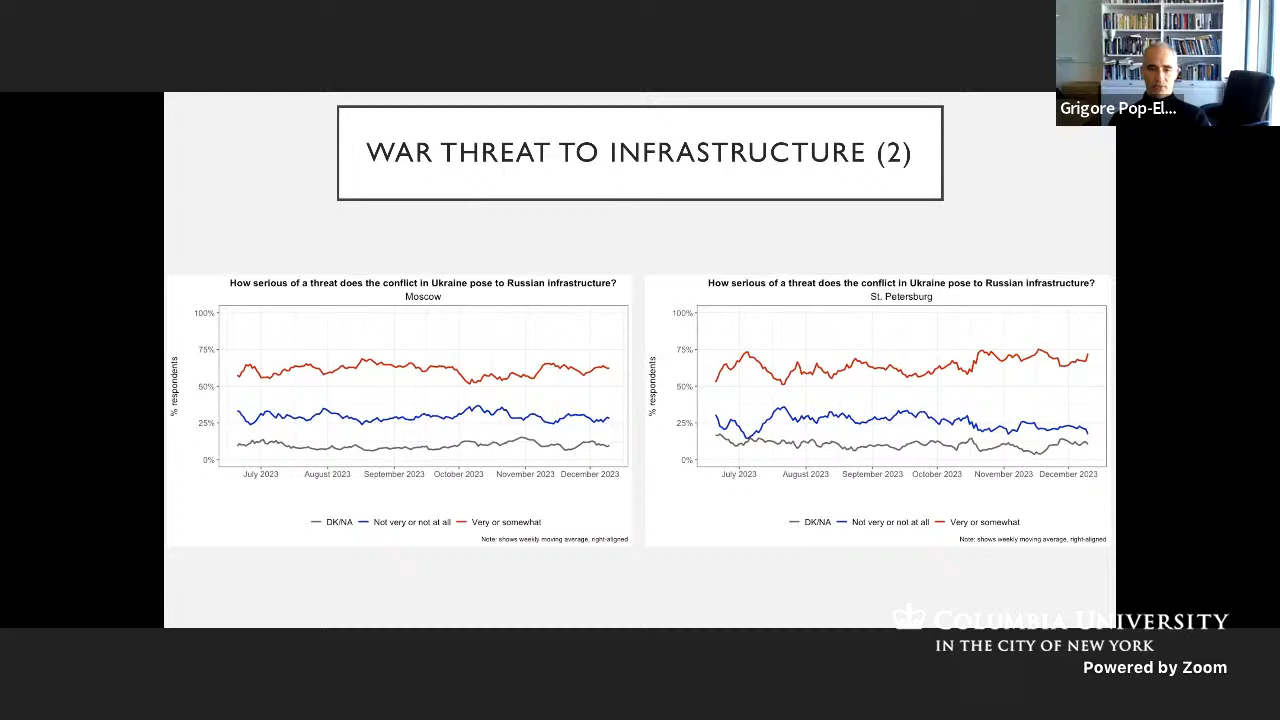 Grigore Pop-El...
WAR THREAT TO INFRASTRUCTURE (2)
How serious of a threat does the conflict in Ukraine pose to Russian infrastructure?
Moscow
100%
75%
50%
25%
0%
% respondents
July 2023 August 2023 September 2023 October 2023 November 2023 December 2023
DK/NA Not very or not at all Very or somewhat
Note: shows weekly moving average, right-aligned
How serious of a threat does the conflict in Ukraine pose to Russian infrastructure?
St. Petersburg
100%
75%
50%
25%
0%
% respondents
July 2023 August 2023 September 2023 October 2023 November 2023 December 2023
DK/NA Not very or not at all Very or somewhat
Note: shows weekly moving average, right-aligned
COLUMBIA UNIVERSITY
IN THE CITY OF NEW YORK
Powered by Zoom